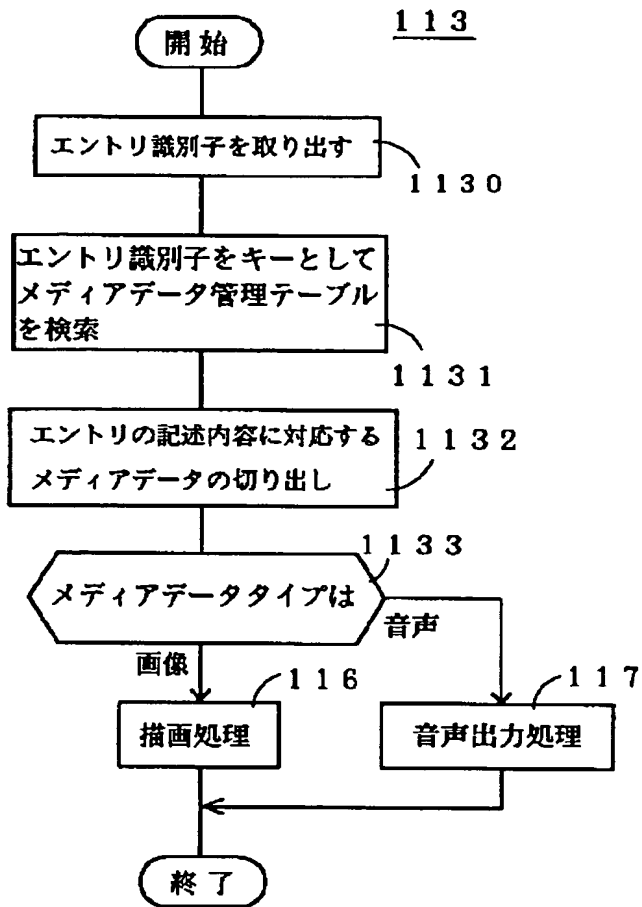 113
開始
エントリ識別子を取り出す
1130
エントリ識別子をキーとして
メディアデータ管理テーブル
を検索
1131
エントリの記述内容に対応する
メディアデータの切り出し
1132
1133
メディアデータタイプは
音声
画像
116
117
描画処理
音声出力処理
終了